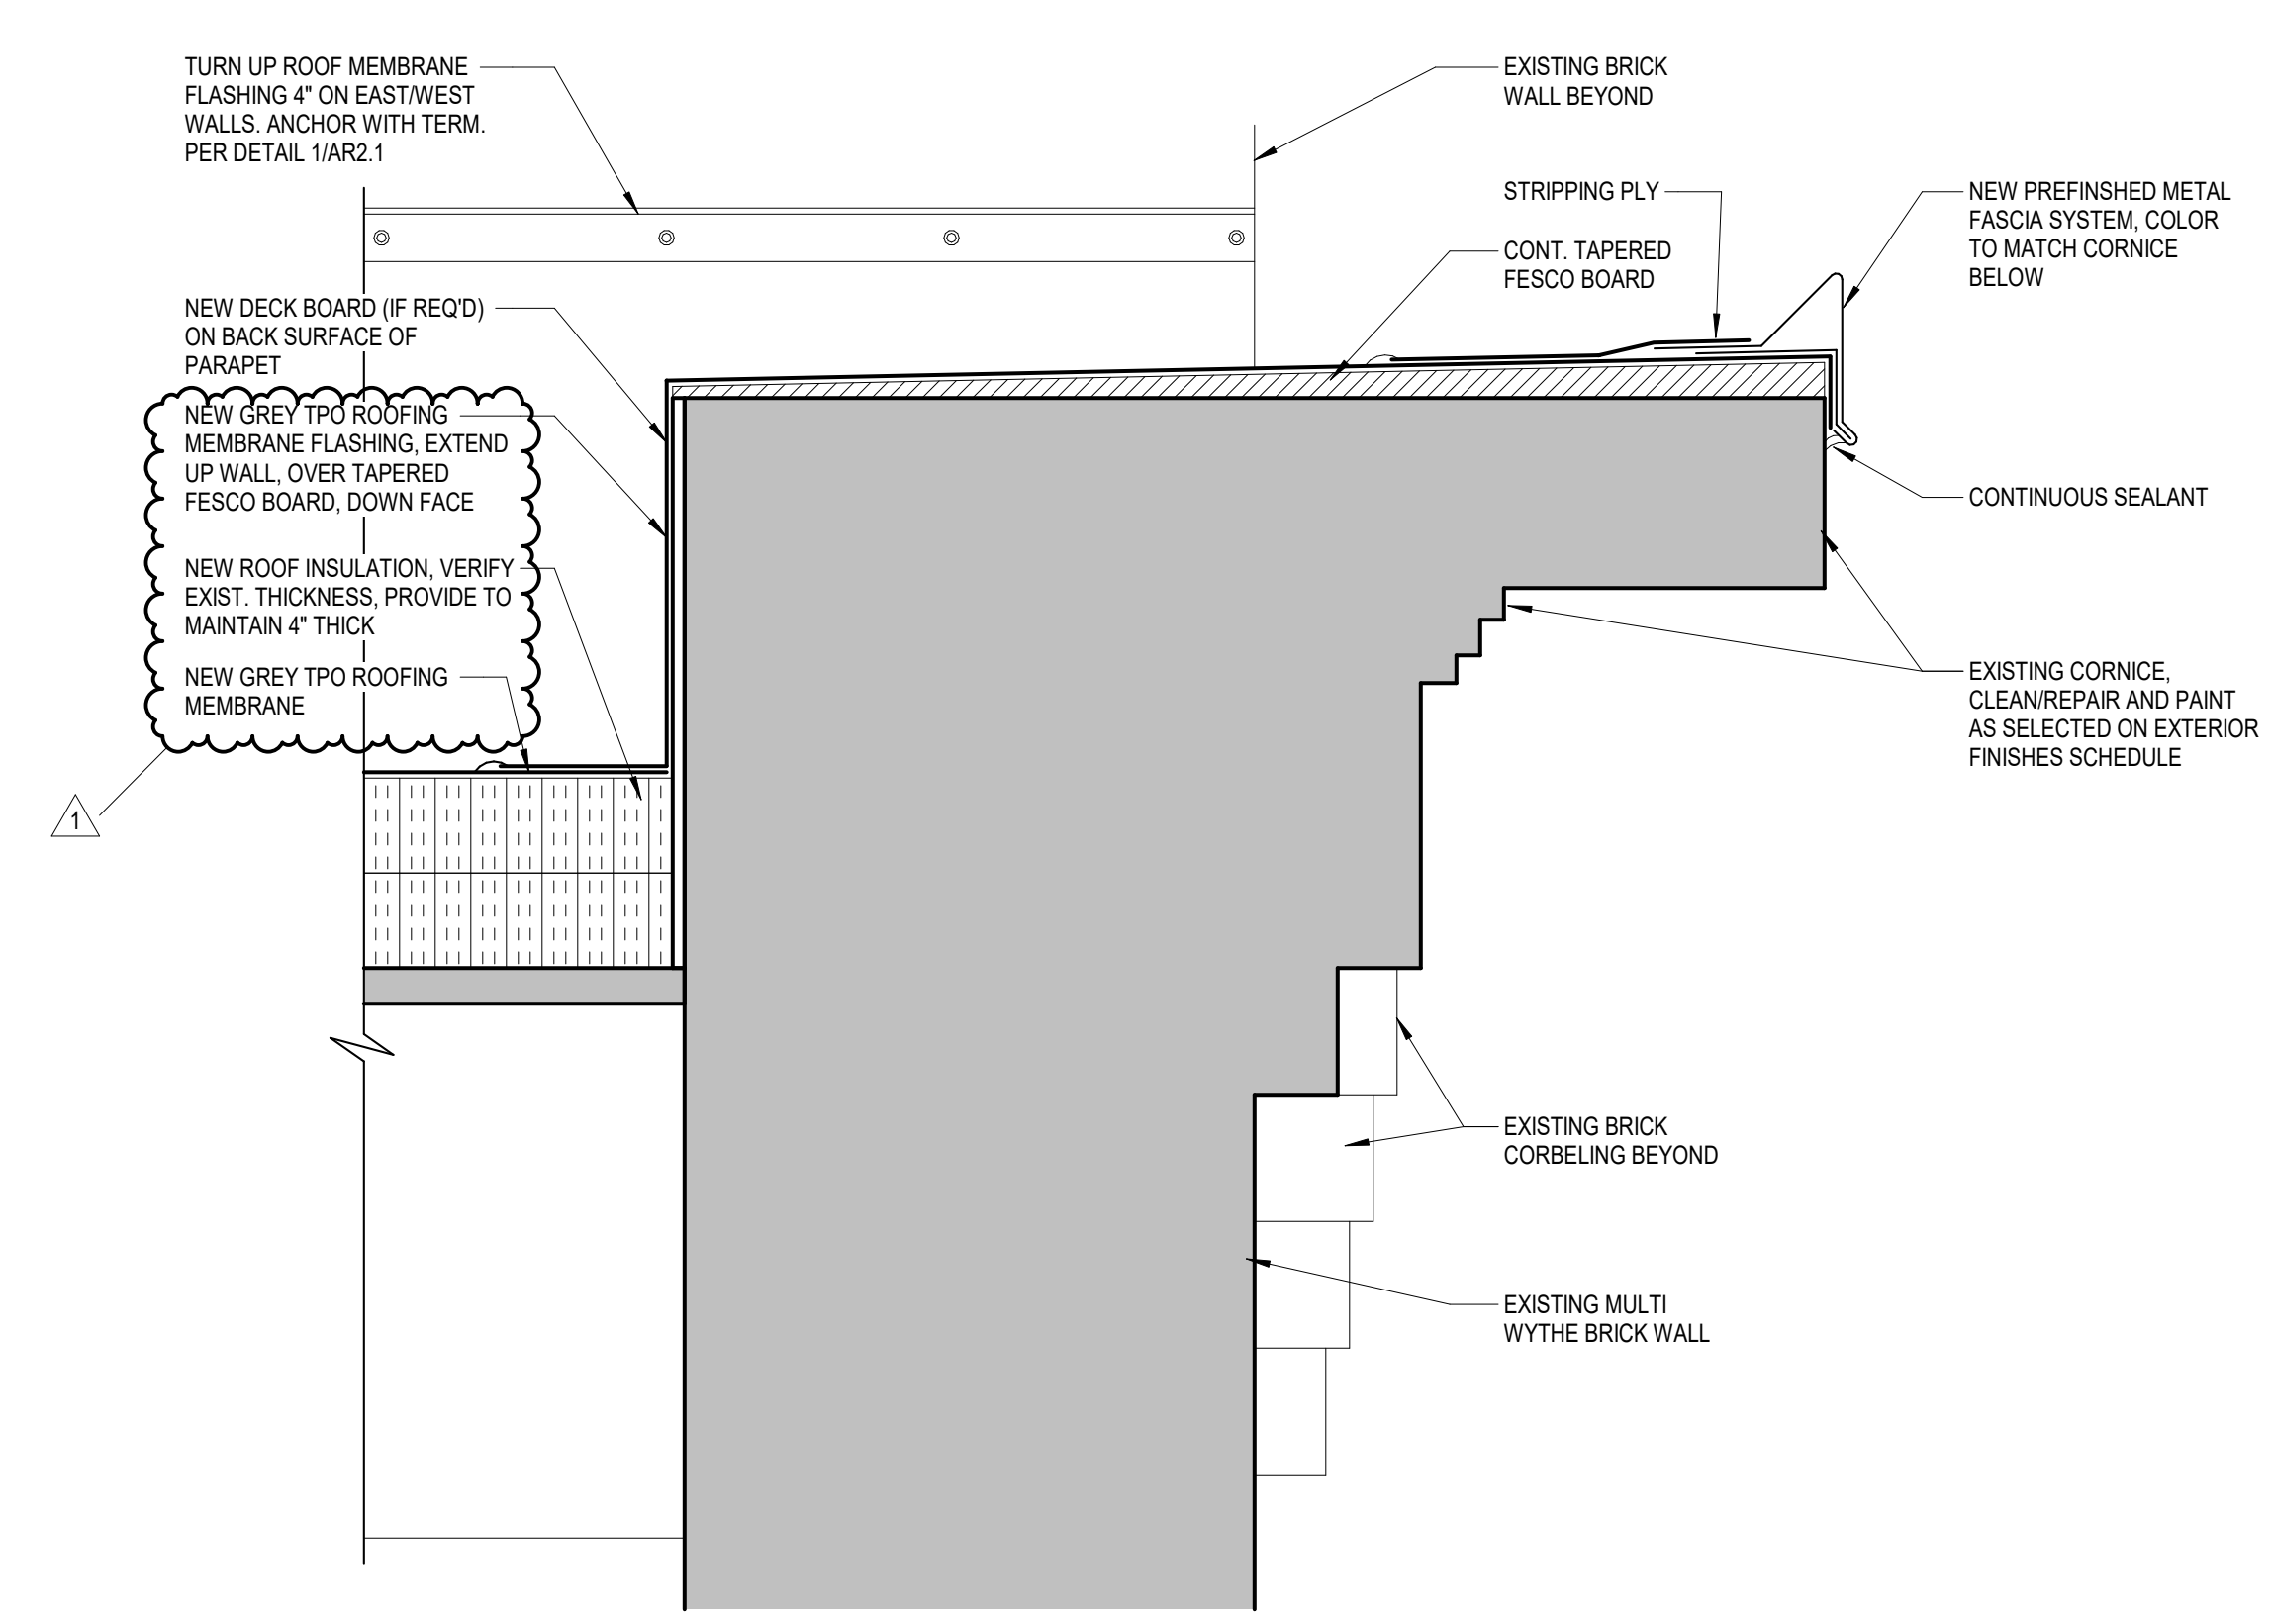 TURN UP ROOF MEMBRANE
FLASHING 4" ON EAST/WEST
WALLS. ANCHOR WITH TERM.
PER DETAIL 1/AR2.1
NEW DECK BOARD (IF REQ'D)
ON BACK SURFACE OF
PARAPET
NEW GREY TPO ROOFING
MEMBRANE FLASHING, EXTEND
UP WALL, OVER TAPERED
FESCO BOARD, DOWN FACE
NEW ROOF INSULATION, VERIFY
EXIST. THICKNESS, PROVIDE TO
MAINTAIN 4" THICK
NEW GREY TPO ROOFING
MEMBRANE
1
EXISTING BRICK
WALL BEYOND
STRIPPING PLY
CONT. TAPERED
FESCO BOARD
NEW PREFINSHED METAL
FASCIA SYSTEM, COLOR
TO MATCH CORNICE
BELOW
CONTINUOUS SEALANT
EXISTING CORNICE,
CLEAN/REPAIR AND PAINT
AS SELECTED ON EXTERIOR
FINISHES SCHEDULE
EXISTING BRICK
CORBELING BEYOND
EXISTING MULTI
WYTHE BRICK WALL